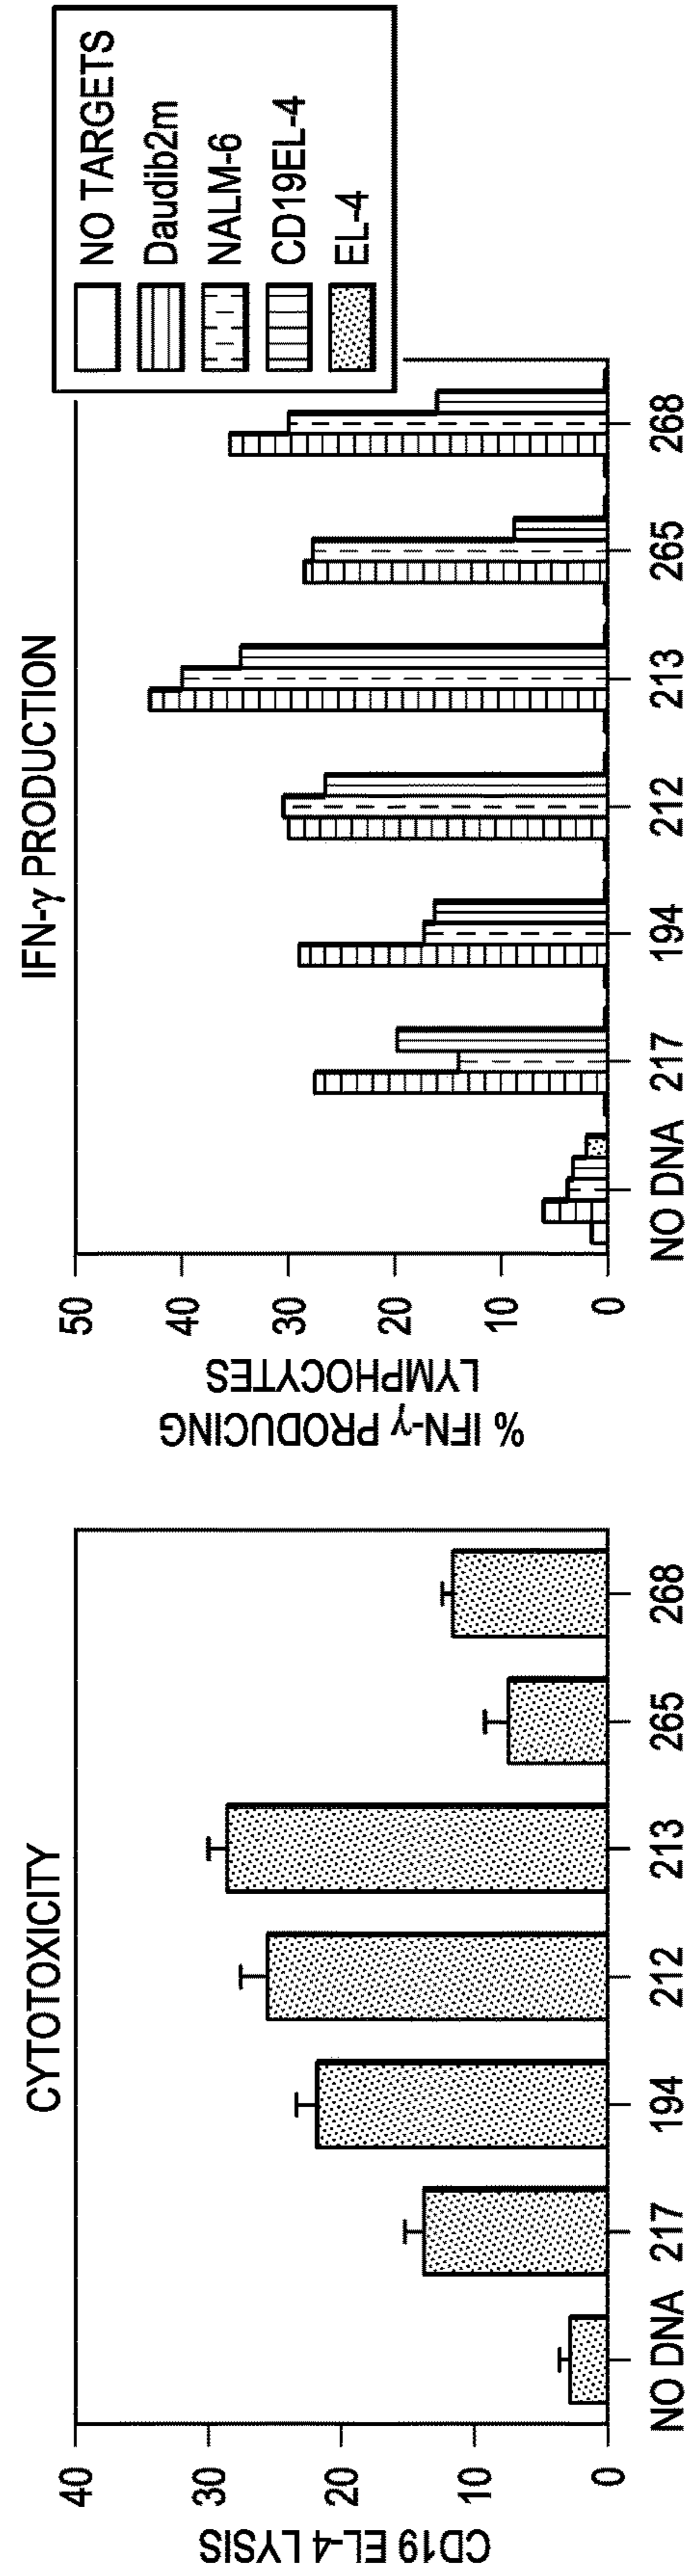 CYTOTOXICITY
CD19 EL-4 LYSIS
40
30
20
10
0
NO DNA 217 194 212 213 265 268
IFN-γ PRODUCTION
% IFN-γ PRODUCING
LYMPHOCYTES
50
40
30
20
10
0
NO DNA 217 194 212 213 265 268
NO TARGETS
Daudib2m
NALM-6
CD19EL-4
EL-4